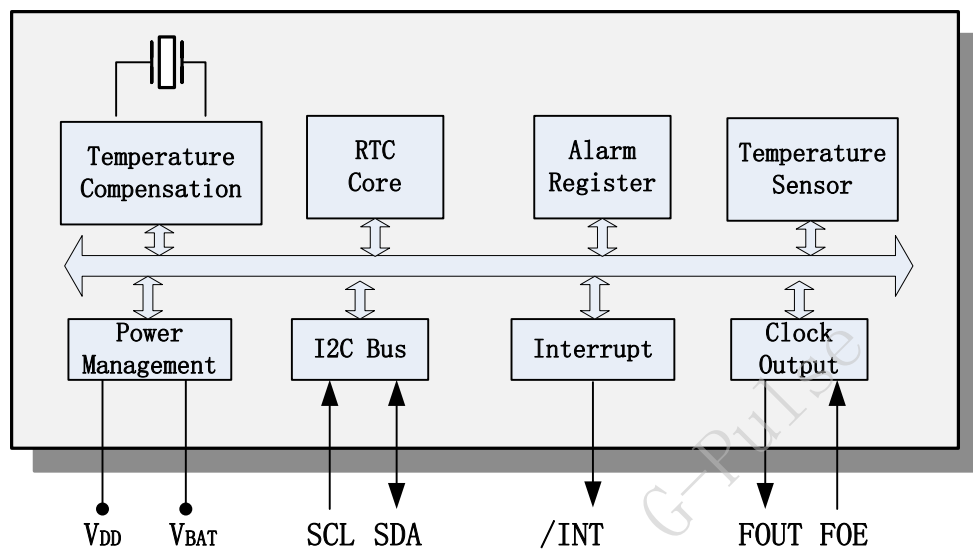 Temperature
Compensation
RTC
Core
Alarm
Register
Temperature
Sensor
Power
Management
I2C Bus
Interrupt
Clock
Output
G-Pulse
VDD
VBAT
SCL
SDA
/INT
FOUT
FOE